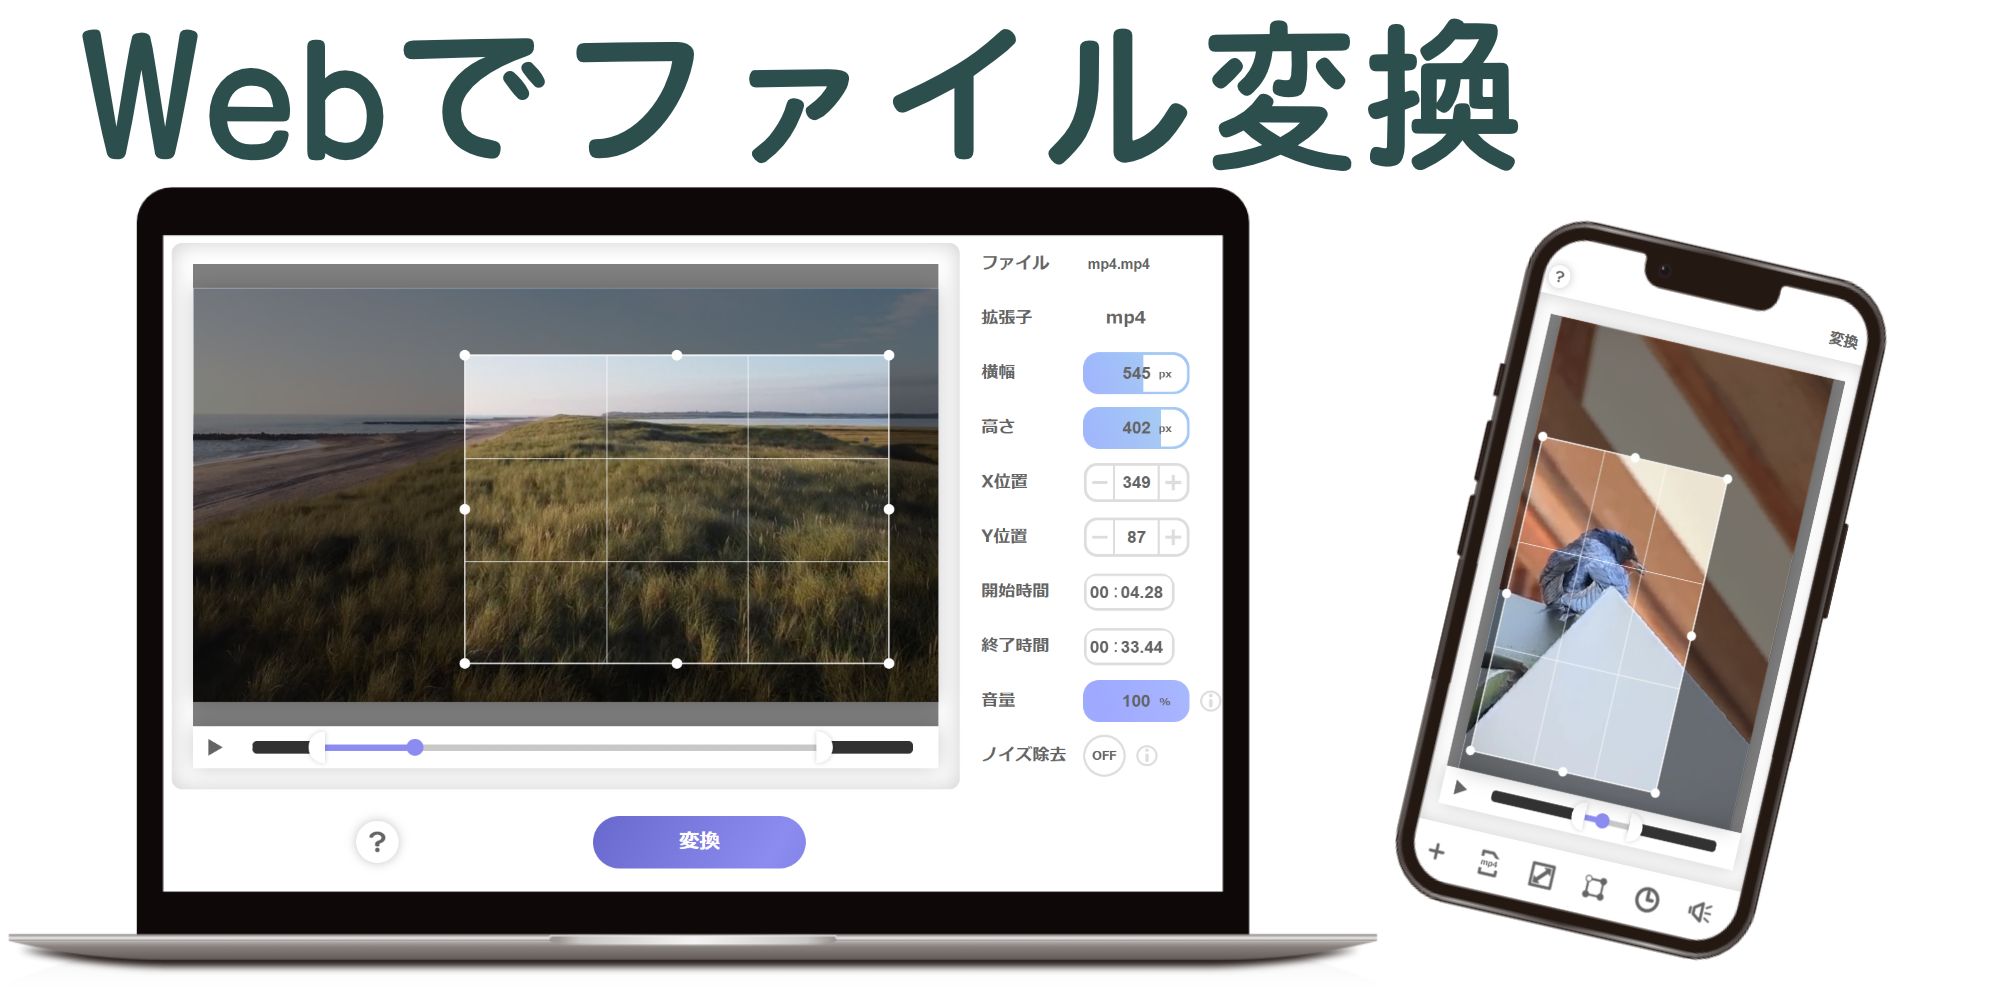 Webでファイル変換
ファイル mp4.mp4
拡張子 mp4
横幅 545 px
高さ 402 px
X位置 − 349 +
Y位置 − 87 +
開始時間 00 : 04.28
終了時間 00 : 33.44
音量 100 % i
ノイズ除去 OFF i
? 変換
?
変換
mp4